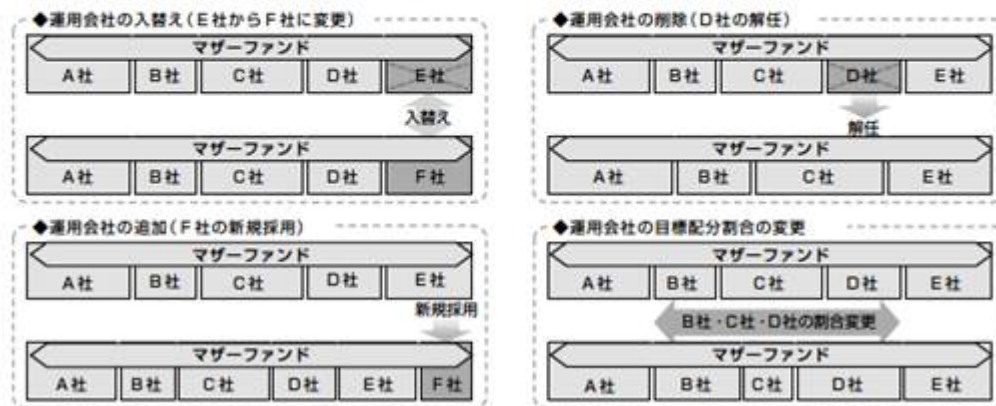 ◆運用会社の入替え(E社からF社に変更)
マザーファンド
A社 B社 C社 D社 E社
入替え
マザーファンド
A社 B社 C社 D社 F社
◆運用会社の削除(D社の解任)
マザーファンド
A社 B社 C社 D社 E社
解任
マザーファンド
A社 B社 C社 E社
◆運用会社の追加(F社の新規採用)
マザーファンド
A社 B社 C社 D社 E社
新規採用
マザーファンド
A社 B社 C社 D社 E社 F社
◆運用会社の目標配分割合の変更
マザーファンド
A社 B社 C社 D社 E社
B社・C社・D社の割合変更
マザーファンド
A社 B社 C社 D社 E社